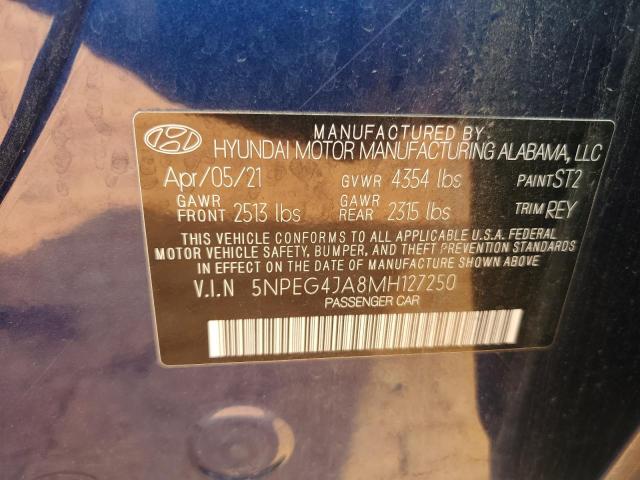 MANUFACTURED BY
HYUNDAI MOTOR MANUFACTURING ALABAMA, LLC
Apr/05/21 GVWR 4354 lbs PAINT ST2
GAWR FRONT 2513 lbs GAWR REAR 2315 lbs TRIM REY
THIS VEHICLE CONFORMS TO ALL APPLICABLE U.S.A. FEDERAL
MOTOR VEHICLE SAFETY, BUMPER, AND THEFT PREVENTION STANDARDS
IN EFFECT ON THE DATE OF MANUFACTURE SHOWN ABOVE.
V.I.N 5NPEG4JA8MH127250
PASSENGER CAR